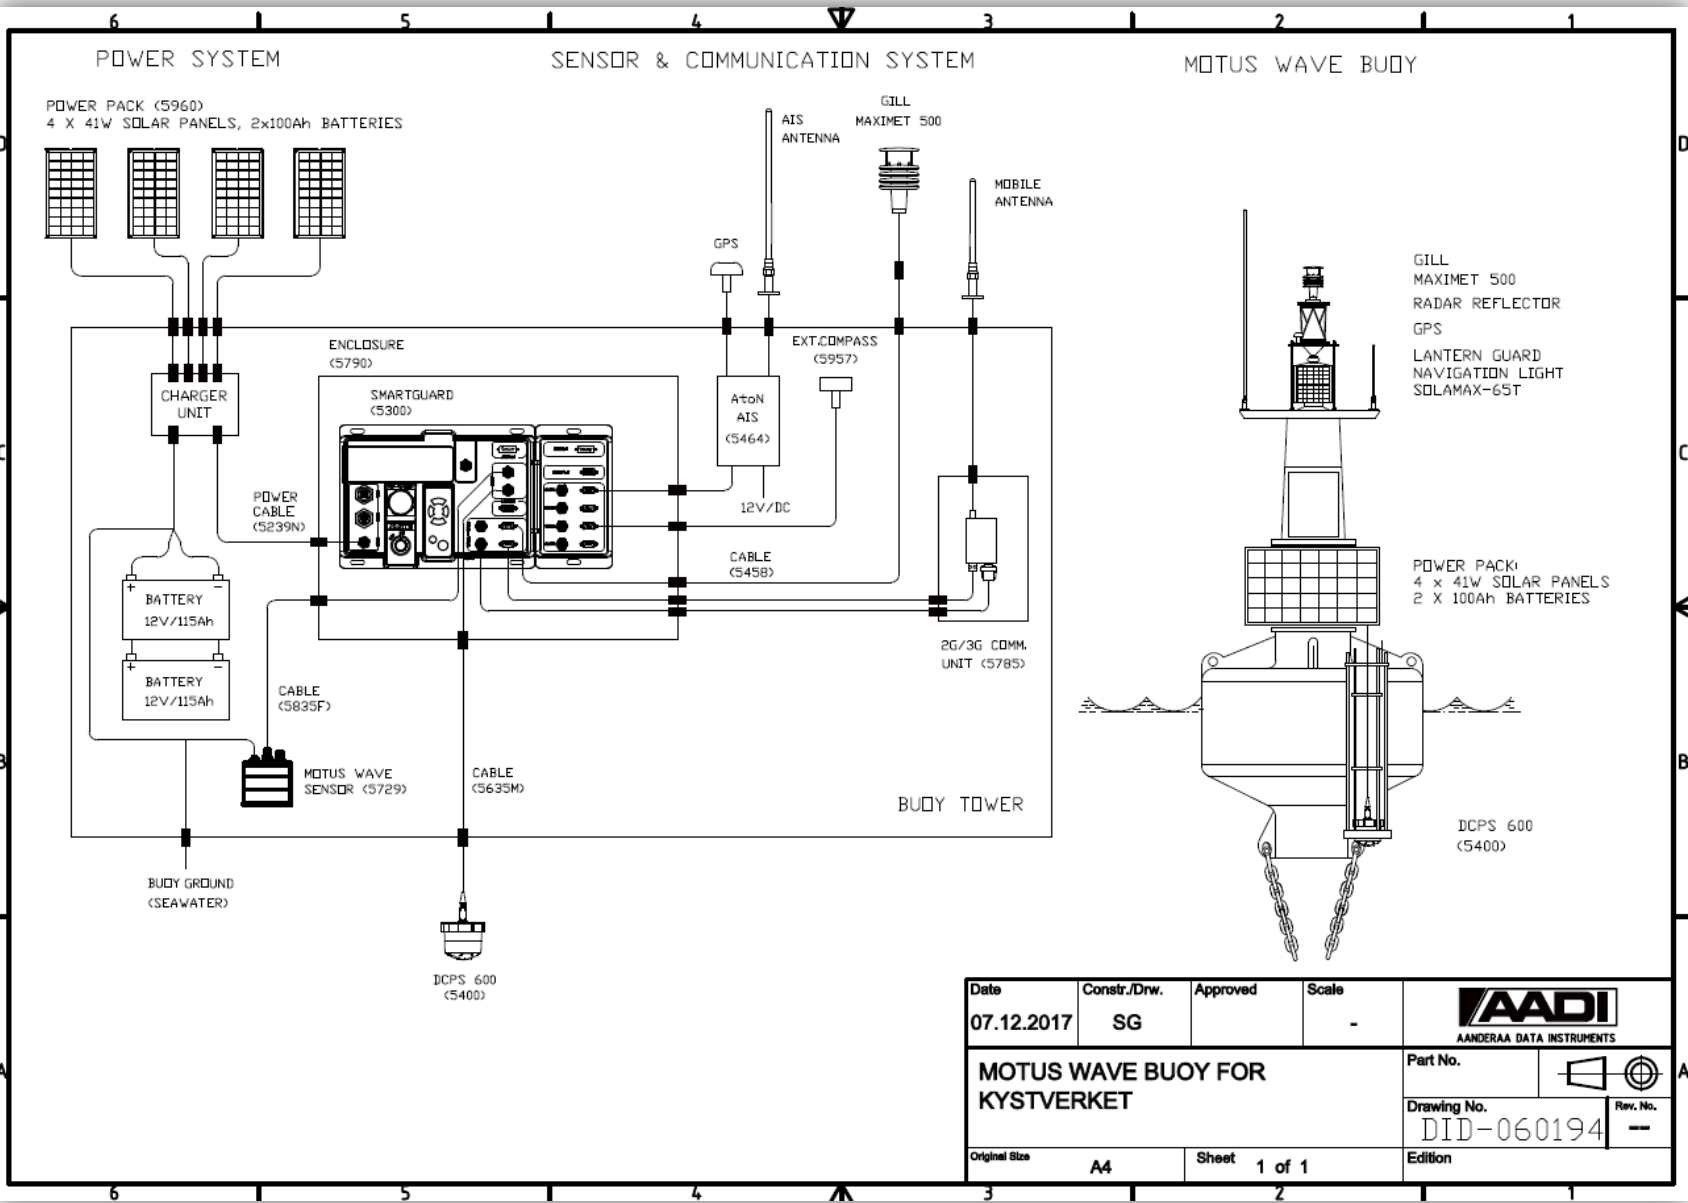 6 5 4 3 2 1
POWER SYSTEM
SENSOR & COMMUNICATION SYSTEM
MOTUS WAVE BUOY
POWER PACK (5960)
4 X 41W SOLAR PANELS, 2x100Ah BATTERIES
AIS
ANTENNA
GILL
MAXIMET 500
MOBILE
ANTENNA
GPS
ENCLOSURE
(5790)
SMARTGUARD
(5300)
CHARGER
UNIT
AtoN
AIS
(5464)
12V/DC
EXT.COMPASS
(5957)
POWER
CABLE
(5239N)
CABLE
(5458)
BATTERY
12V/115Ah
BATTERY
12V/115Ah
+ -
+ -
2G/3G COMM.
UNIT (5785)
CABLE
(5835F)
MOTUS WAVE
SENSOR (5729)
CABLE
(5635M)
BUOY TOWER
BUOY GROUND
(SEAWATER)
DCPS 600
(5400)
GILL
MAXIMET 500
RADAR REFLECTOR
GPS
LANTERN GUARD
NAVIGATION LIGHT
SOLAMAX-65T
POWER PACK:
4 x 41W SOLAR PANELS
2 X 100Ah BATTERIES
DCPS 600
(5400)
D
C
B
A
D
C
B
A
Date
07.12.2017
Constr./Drw.
SG
Approved
Scale
-
AADI
AANDERAA DATA INSTRUMENTS
MOTUS WAVE BUOY FOR
KYSTVERKET
Part No.
Drawing No.
DID-060194
Rev. No.
--
Original Size
A4
Sheet 1 of 1
Edition
6 5 4 3 2 1